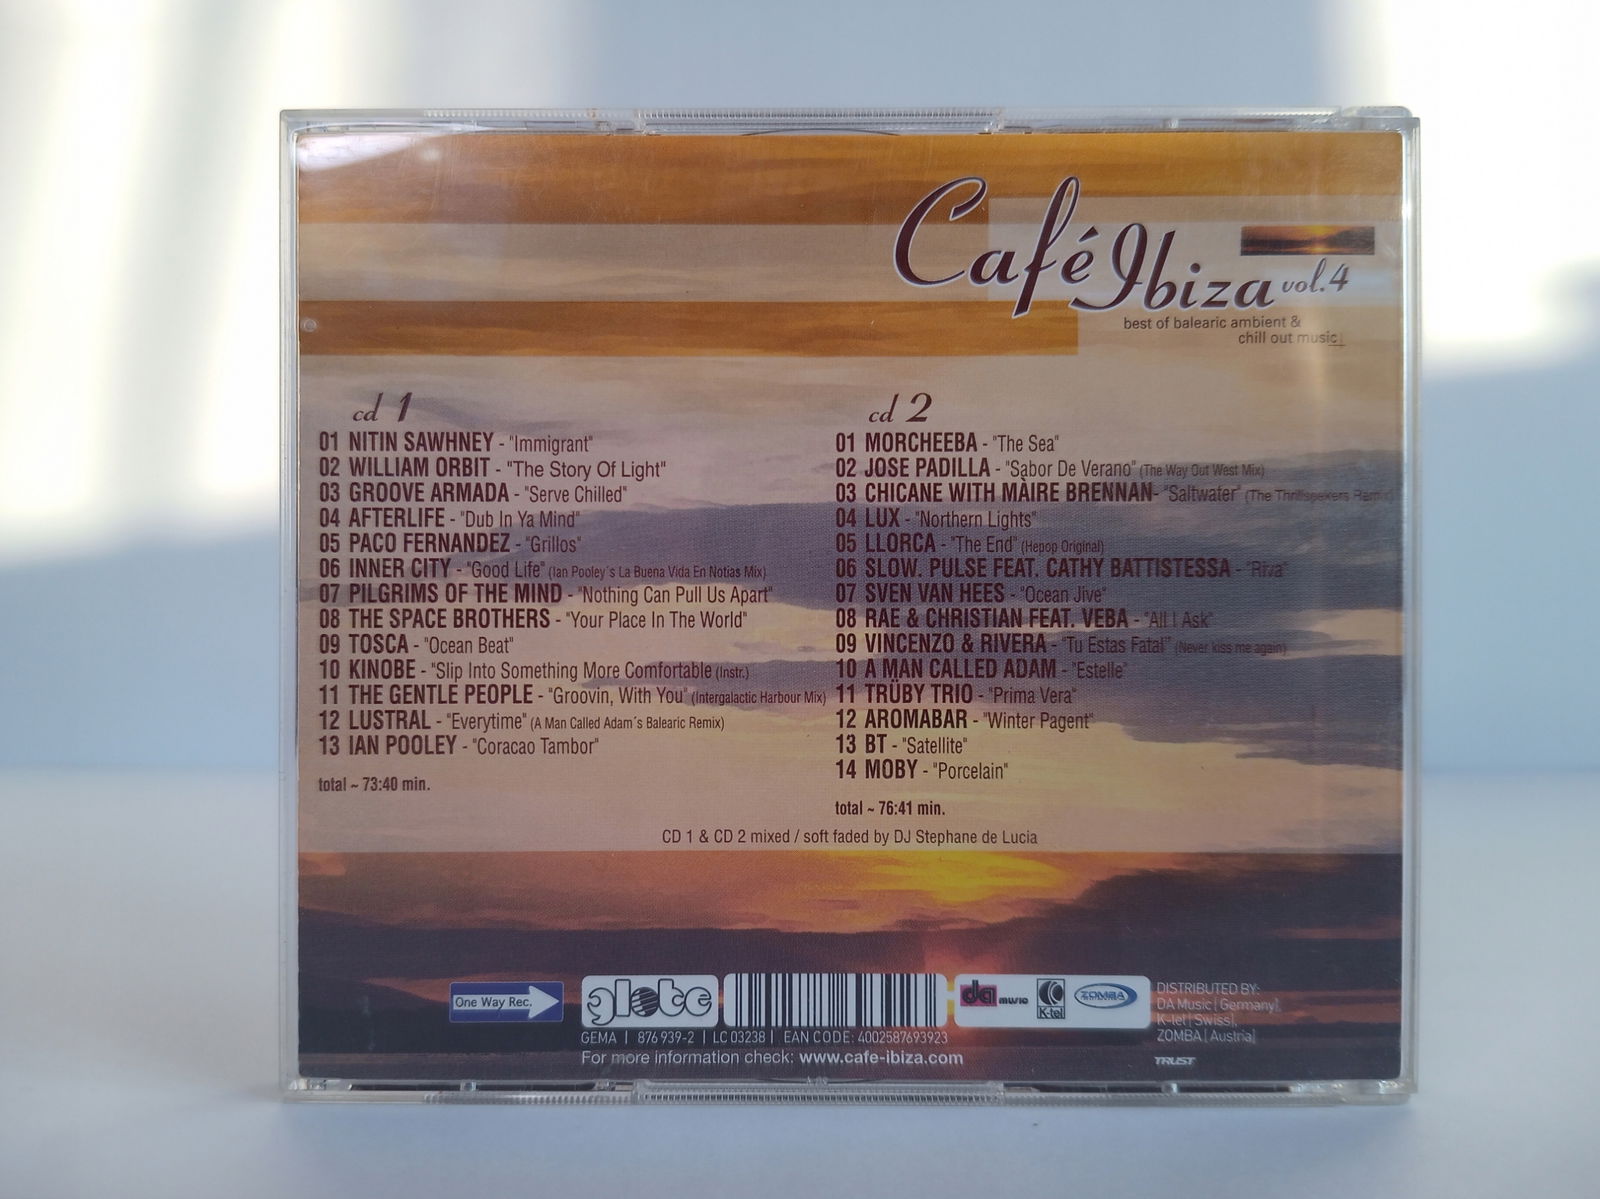 Café Ibiza vol.4
best of balearic ambient &
chill out music
cd 1
01 NITIN SAWHNEY - "Immigrant"
02 WILLIAM ORBIT - "The Story Of Light"
03 GROOVE ARMADA - "Serve Chilled"
04 AFTERLIFE - "Dub In Ya Mind"
05 PACO FERNANDEZ - "Grillos"
06 INNER CITY - "Good Life" (Ian Pooley´s La Buena Vida En Notias Mix)
07 PILGRIMS OF THE MIND - "Nothing Can Pull Us Apart"
08 THE SPACE BROTHERS - "Your Place In The World"
09 TOSCA - "Ocean Beat"
10 KINOBE - "Slip Into Something More Comfortable (Instr.)
11 THE GENTLE PEOPLE - "Groovin, With You" (Intergalactic Harbour Mix)
12 LUSTRAL - "Everytime" (A Man Called Adam´s Balearic Remix)
13 IAN POOLEY - "Coracao Tambor"
total ~ 73:40 min.
cd 2
01 MORCHEEBA - "The Sea"
02 JOSE PADILLA - "Sabor De Verano" (The Way Out West Mix)
03 CHICANE WITH MÀIRE BRENNAN- "Saltwater" (The Thrillseekers Remix)
04 LUX - "Northern Lights"
05 LLORCA - "The End" (Hepop Original)
06 SLOW. PULSE FEAT. CATHY BATTISTESSA - "Riva"
07 SVEN VAN HEES - "Ocean Jive"
08 RAE & CHRISTIAN FEAT. VEBA - "All I Ask"
09 VINCENZO & RIVERA - "Tu Estas Fatal" (Never kiss me again)
10 A MAN CALLED ADAM - "Estelle"
11 TRÜBY TRIO - "Prima Vera"
12 AROMABAR - "Winter Pagent"
13 BT - "Satellite"
14 MOBY - "Porcelain"
total ~ 76:41 min.
CD 1 & CD 2 mixed / soft faded by DJ Stephane de Lucia
One Way Rec.
globe
da music
K-tel
ZOMBA
GEMA | 876 939-2 | LC 03238 | EAN CODE: 4002587693923
For more information check: www.cafe-ibiza.com
DISTRIBUTED BY:
DA Music | Germany|,
K-tel | Swiss|,
ZOMBA | Austria|
TRUST